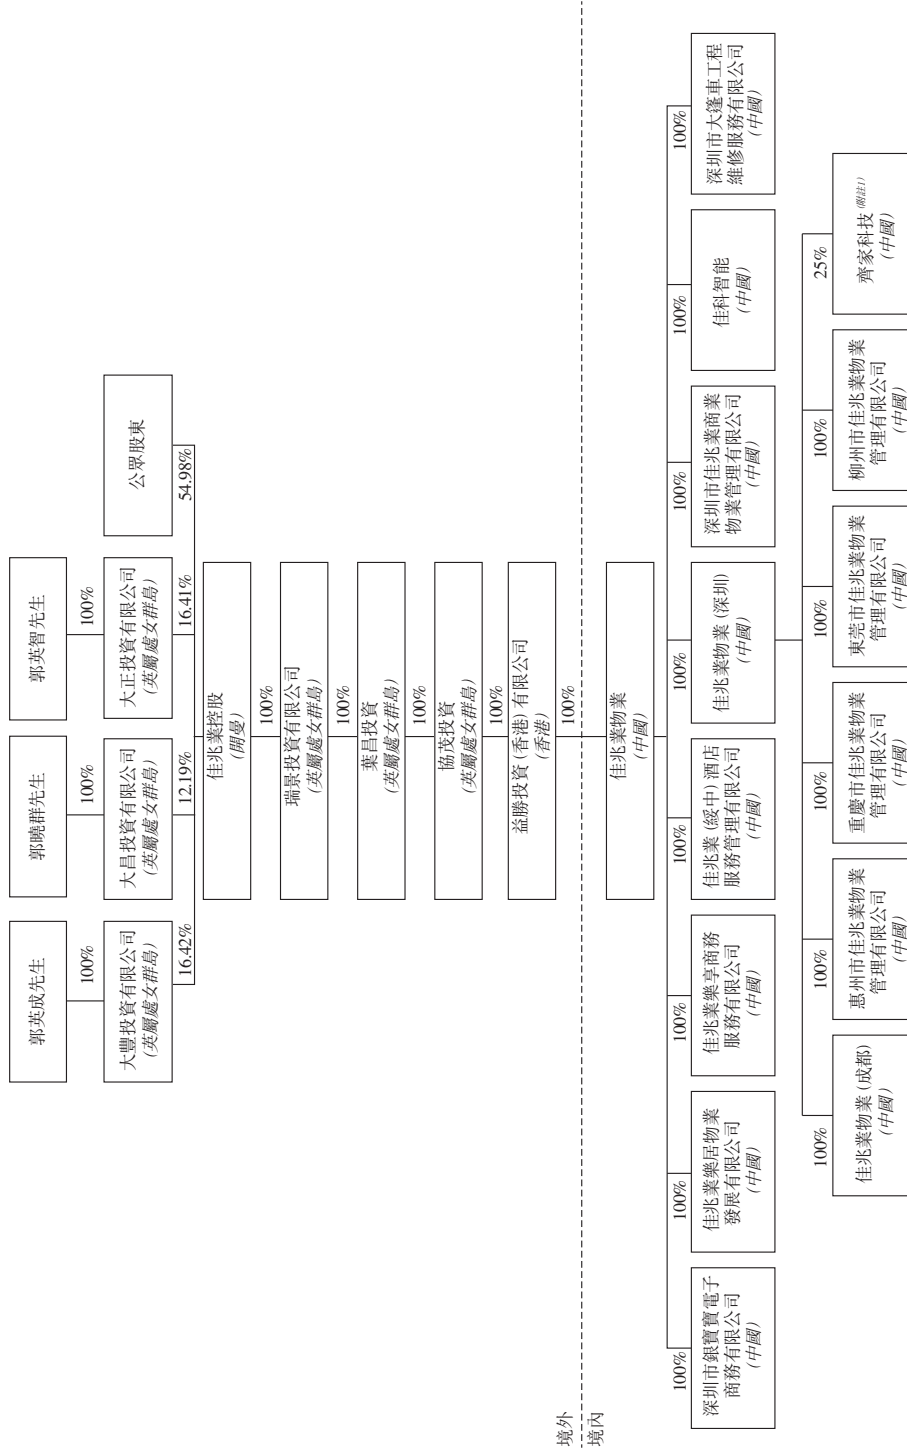 郭英成先生
郭曉群先生
郭英智先生
100%
100%
100%
大豐投資有限公司
(英屬處女群島)
大昌投資有限公司
(英屬處女群島)
大正投資有限公司
(英屬處女群島)
公眾股東
16.42%
12.19%
16.41%
54.98%
佳兆業控股
(開曼)
100%
瑞景投資有限公司
(英屬處女群島)
100%
葉昌投資
(英屬處女群島)
100%
協茂投資
(英屬處女群島)
100%
益勝投資(香港)有限公司
(香港)
100%
境外
境內
佳兆業物業
(中國)
100%
100%
100%
100%
100%
100%
100%
100%
深圳市銀寶寶電子
商務有限公司
(中國)
佳兆業樂居物業
發展有限公司
(中國)
佳兆業樂享商務
服務有限公司
(中國)
佳兆業(綏中)酒店
服務管理有限公司
(中國)
佳兆業物業(深圳)
(中國)
深圳市佳兆業商業
物業管理有限公司
(中國)
佳科智能
(中國)
深圳市大篷車工程
維修服務有限公司
(中國)
100%
100%
100%
100%
100%
25%
佳兆業物業(成都)
(中國)
惠州市佳兆業物業
管理有限公司
(中國)
重慶市佳兆業物業
管理有限公司
(中國)
東莞市佳兆業物業
管理有限公司
(中國)
柳州市佳兆業物業
管理有限公司
(中國)
齊家科技(附註1)
(中國)